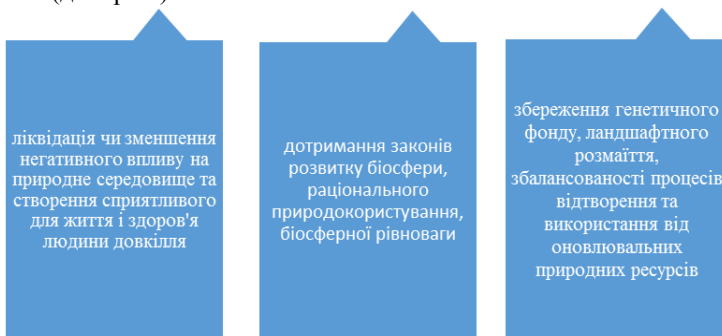 ліквідація чи зменшення
негативного впливу на
природне середовище та
створення сприятливого
для життя і здоров'я
людини довкілля
дотримання законів
розвитку біосфери,
раціонального
природокористування,
біосферної рівноваги
збереження генетичного
фонду, ландшафтного
розмаїття,
збалансованості процесів
відтворення та
використання від
оновлювальних
природних ресурсів